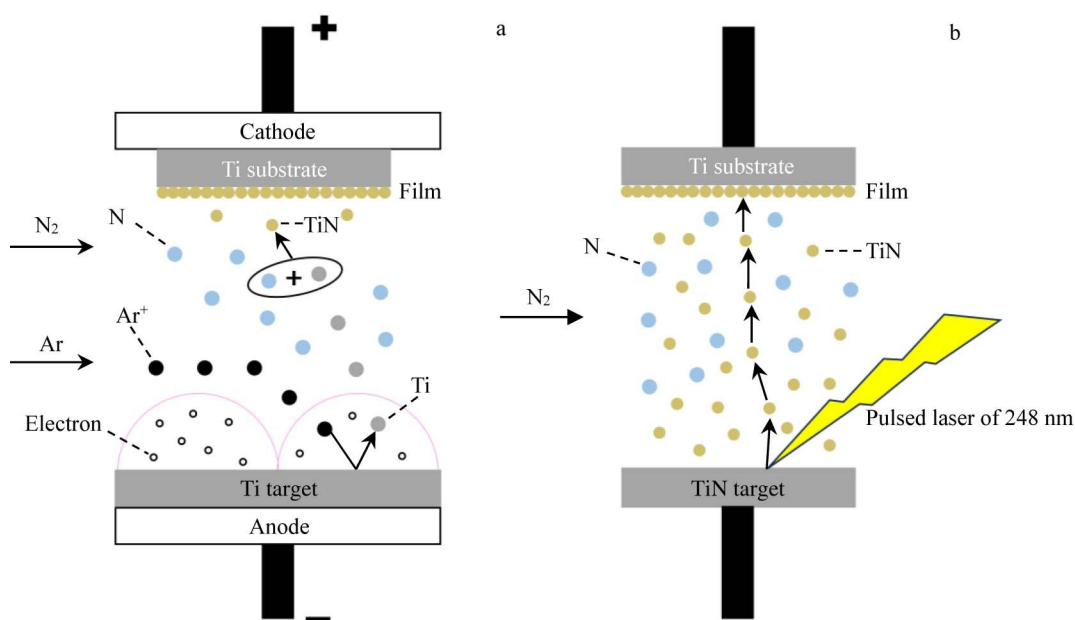 +
a
Cathode
Ti substrate
Film
N
TiN
N₂
+
Ar⁺
Ar
Ti
Electron
Ti target
Anode
−
b
Ti substrate
Film
N
TiN
N₂
Pulsed laser of 248 nm
TiN target